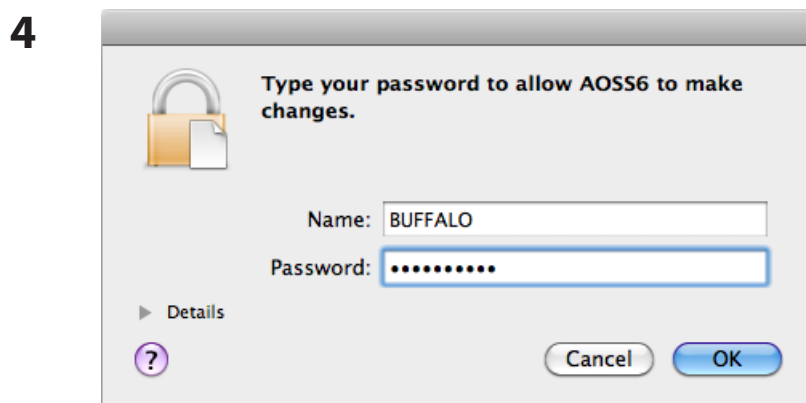 4
Type your password to allow AOSS6 to make
changes.
Name: BUFFALO
Password: ••••••••••
Details
?
Cancel OK